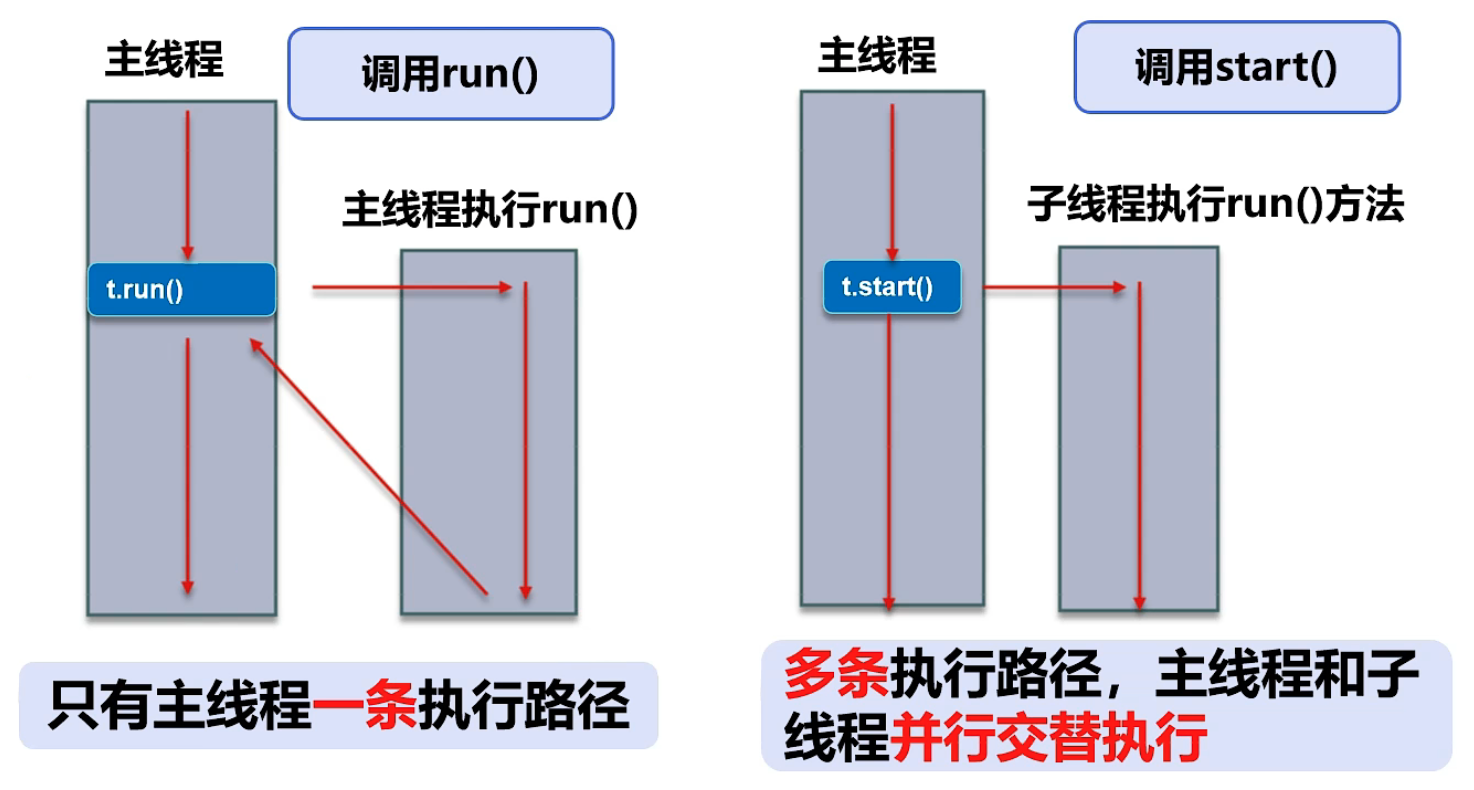 主线程
调用run()
主线程执行run()
t.run()
只有主线程一条执行路径
主线程
调用start()
子线程执行run()方法
t.start()
多条执行路径，主线程和子
线程并行交替执行